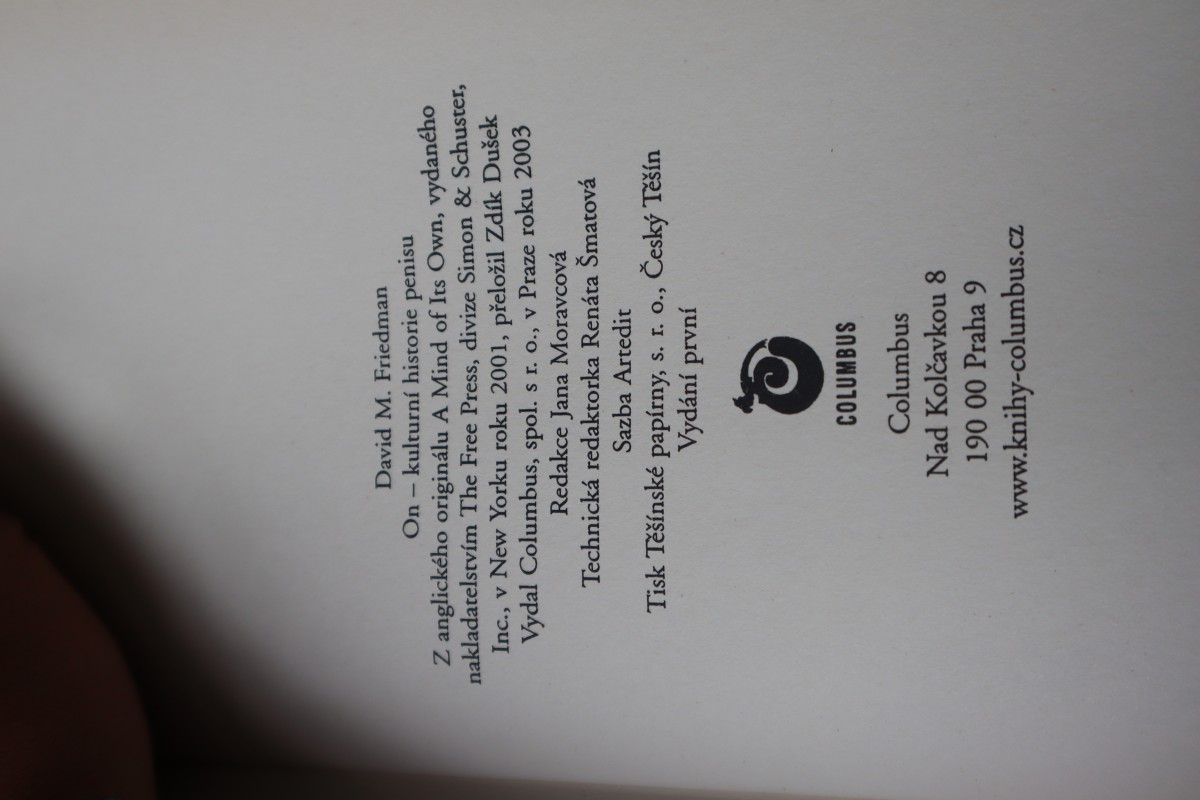 David M. Friedman
On – kulturní historie penisu
Z anglického originálu A Mind of Its Own, vydaného
nakladatelstvím The Free Press, divize Simon & Schuster,
Inc., v New Yorku roku 2001, přeložil Zdík Dušek
Vydal Columbus, spol. s r. o., v Praze roku 2003
Redakce Jana Moravcová
Technická redaktorka Renáta Šmatová
Sazba Artedit
Tisk Těšínské papírny, s. r. o., Český Těšín
Vydání první
COLUMBUS
Columbus
Nad Kolčavkou 8
190 00 Praha 9
www.knihy-columbus.cz